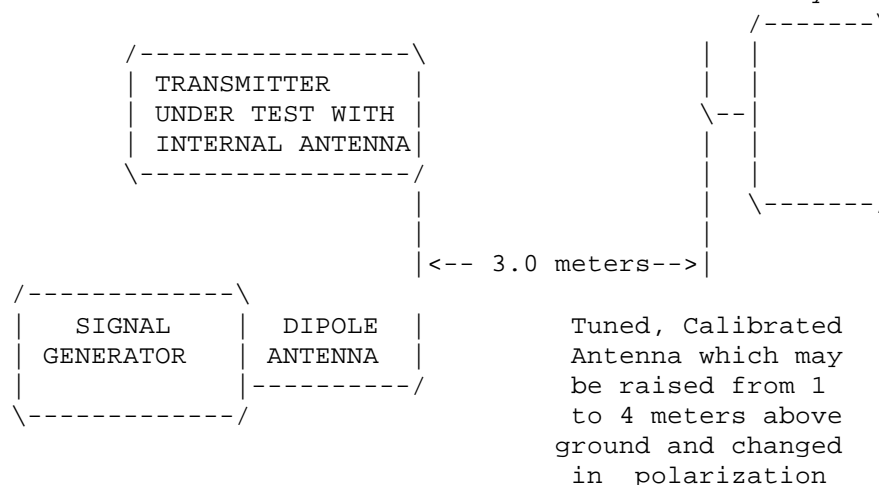 TRANSMITTER
UNDER TEST WITH
INTERNAL ANTENNA
<-- 3.0 meters-->
SIGNAL
GENERATOR
DIPOLE
ANTENNA
Tuned, Calibrated
Antenna which may
be raised from 1
to 4 meters above
ground and changed
in polarization